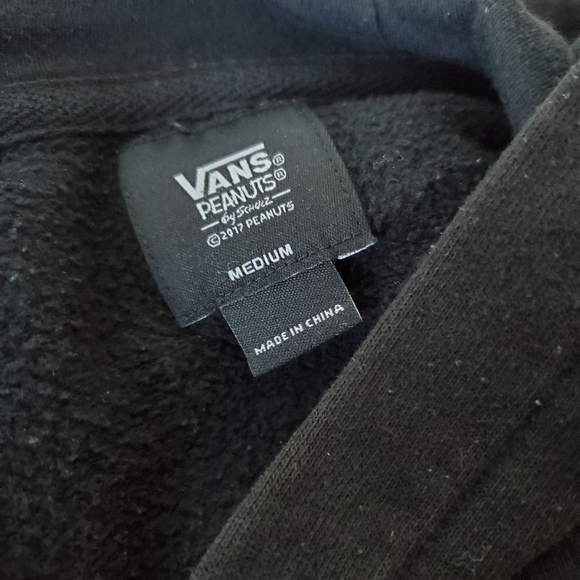 VANS®
PEANUTS®
By SCHULZ
©2017 PEANUTS
MEDIUM
MADE IN CHINA